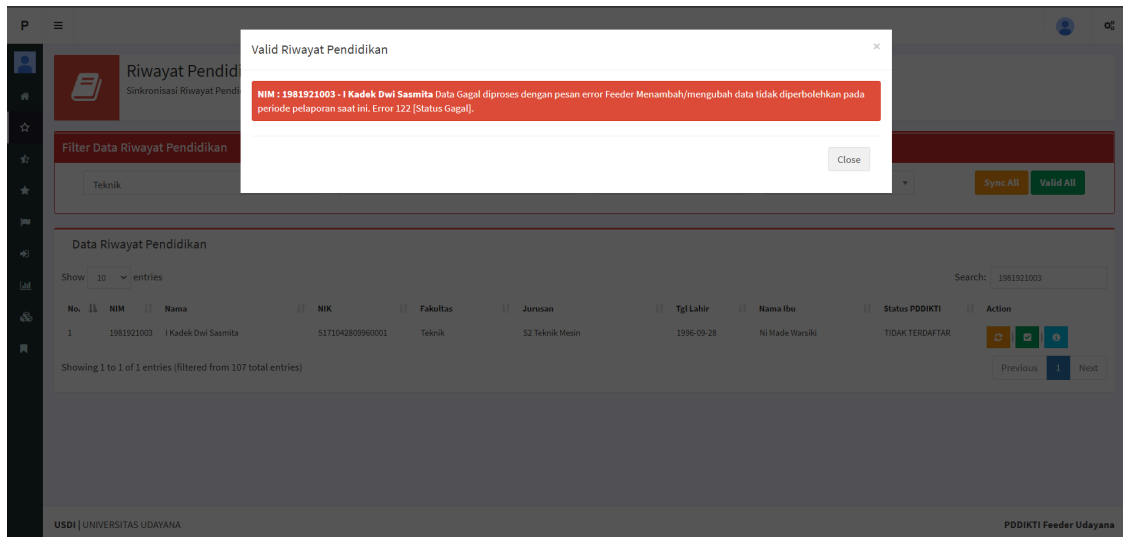 P
Valid Riwayat Pendidikan
×
NIM : 1981921003 - I Kadek Dwi Sasmita Data Gagal diproses dengan pesan error Feeder Menambah/mengubah data tidak diperbolehkan pada
periode pelaporan saat ini. Error 122 [Status Gagal].
Close
Riwayat Pendidi
Sinkronisasi Riwayat Pendi
Filter Data Riwayat Pendidikan
Teknik
Sync All Valid All
Data Riwayat Pendidikan
Show 10 entries
Search: 1981921003
No. NIM Nama NIK Fakultas Jurusan Tgl Lahir Nama Ibu Status PDDIKTI Action
1 1981921003 I Kadek Dwi Sasmita 5171042809960001 Teknik S2 Teknik Mesin 1996-09-28 Ni Made Warsiki TIDAK TERDAFTAR
Showing 1 to 1 of 1 entries (filtered from 107 total entries)
Previous 1 Next
USDI | UNIVERSITAS UDAYANA
PDDIKTI Feeder Udayana